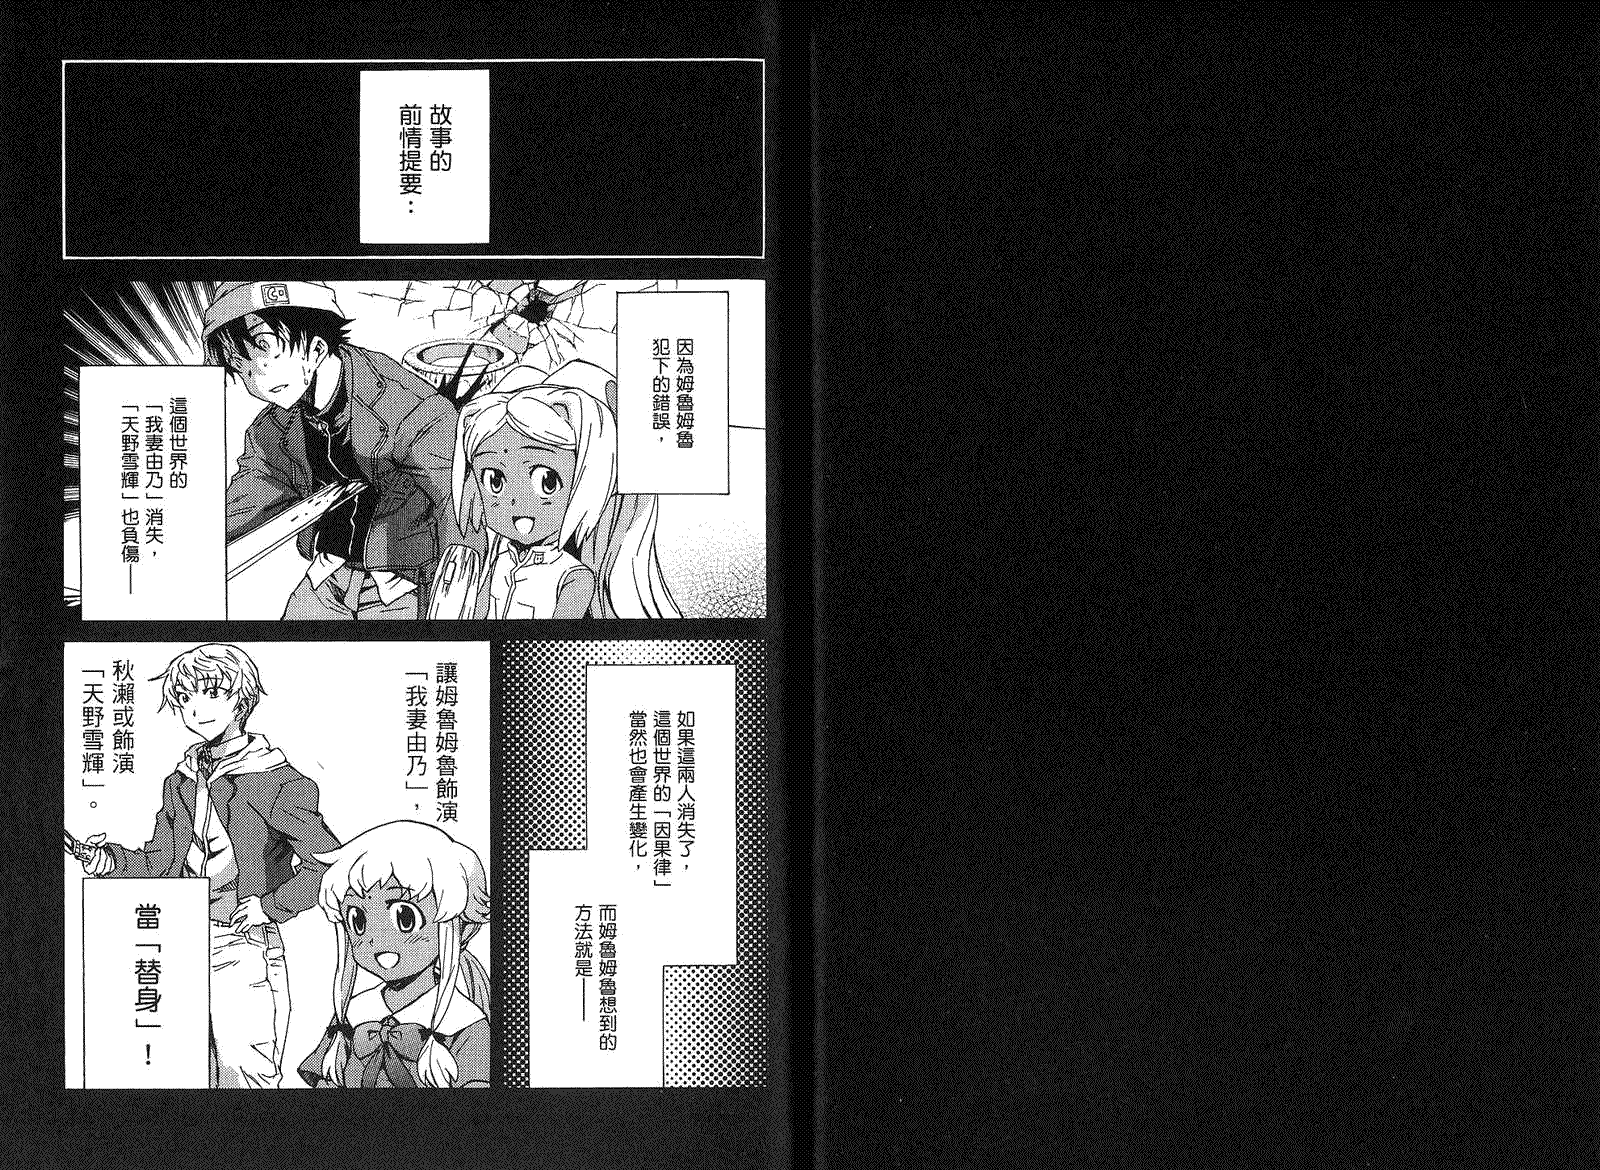 故事的
前情提要：
因為姆魯姆魯
犯下的錯誤，
這個世界的
「我妻由乃」消失，
「天野雪輝」也負傷——
如果這兩人消失了，
這個世界的「因果律」
當然也會產生變化，
而姆魯姆魯想到的
方法就是——
讓姆魯姆魯飾演
「我妻由乃」，
秋瀨或飾演
「天野雪輝」。
當「替身」！